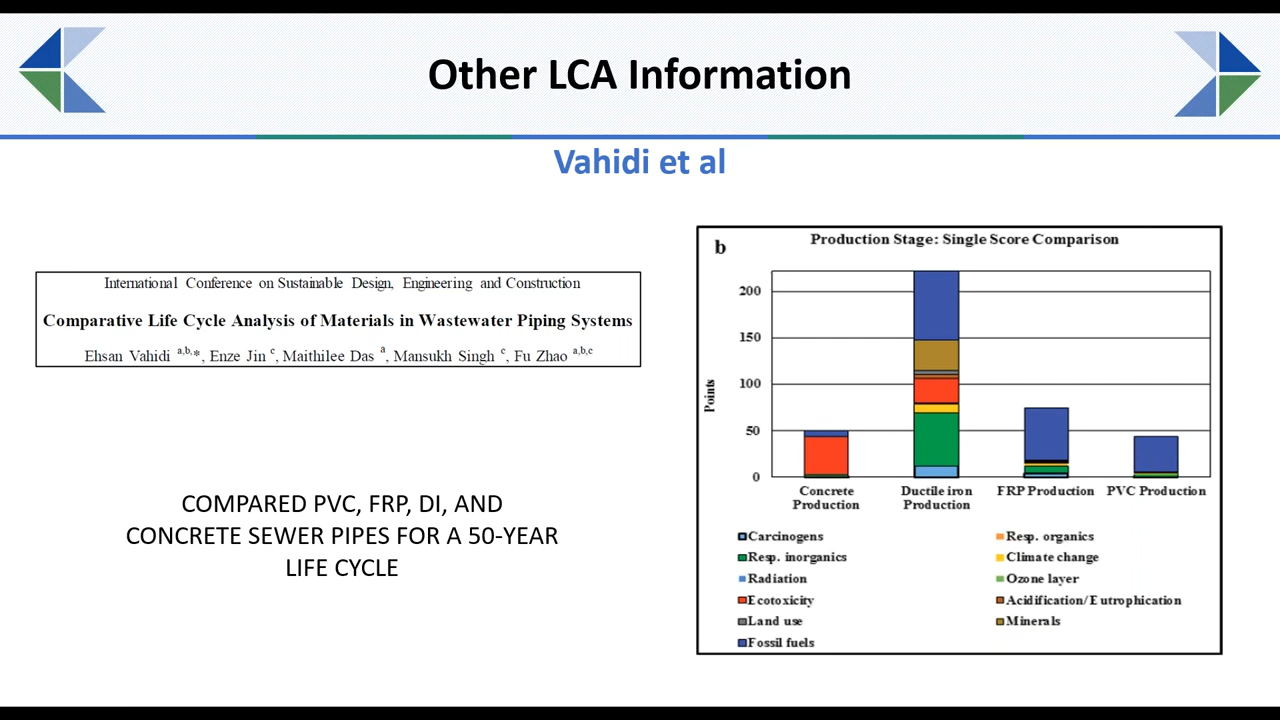 Other LCA Information
Vahidi et al
International Conference on Sustainable Design, Engineering and Construction
Comparative Life Cycle Analysis of Materials in Wastewater Piping Systems
Ehsan Vahidi a,b,*, Enze Jin c, Maithilee Das a, Mansukh Singh c, Fu Zhao a,b,c
COMPARED PVC, FRP, DI, AND
CONCRETE SEWER PIPES FOR A 50-YEAR
LIFE CYCLE
b
Production Stage: Single Score Comparison
Points
200
150
100
50
0
Concrete Production
Ductile iron Production
FRP Production
PVC Production
Carcinogens
Resp. organics
Resp. inorganics
Climate change
Radiation
Ozone layer
Ecotoxicity
Acidification/Eutrophication
Land use
Minerals
Fossil fuels